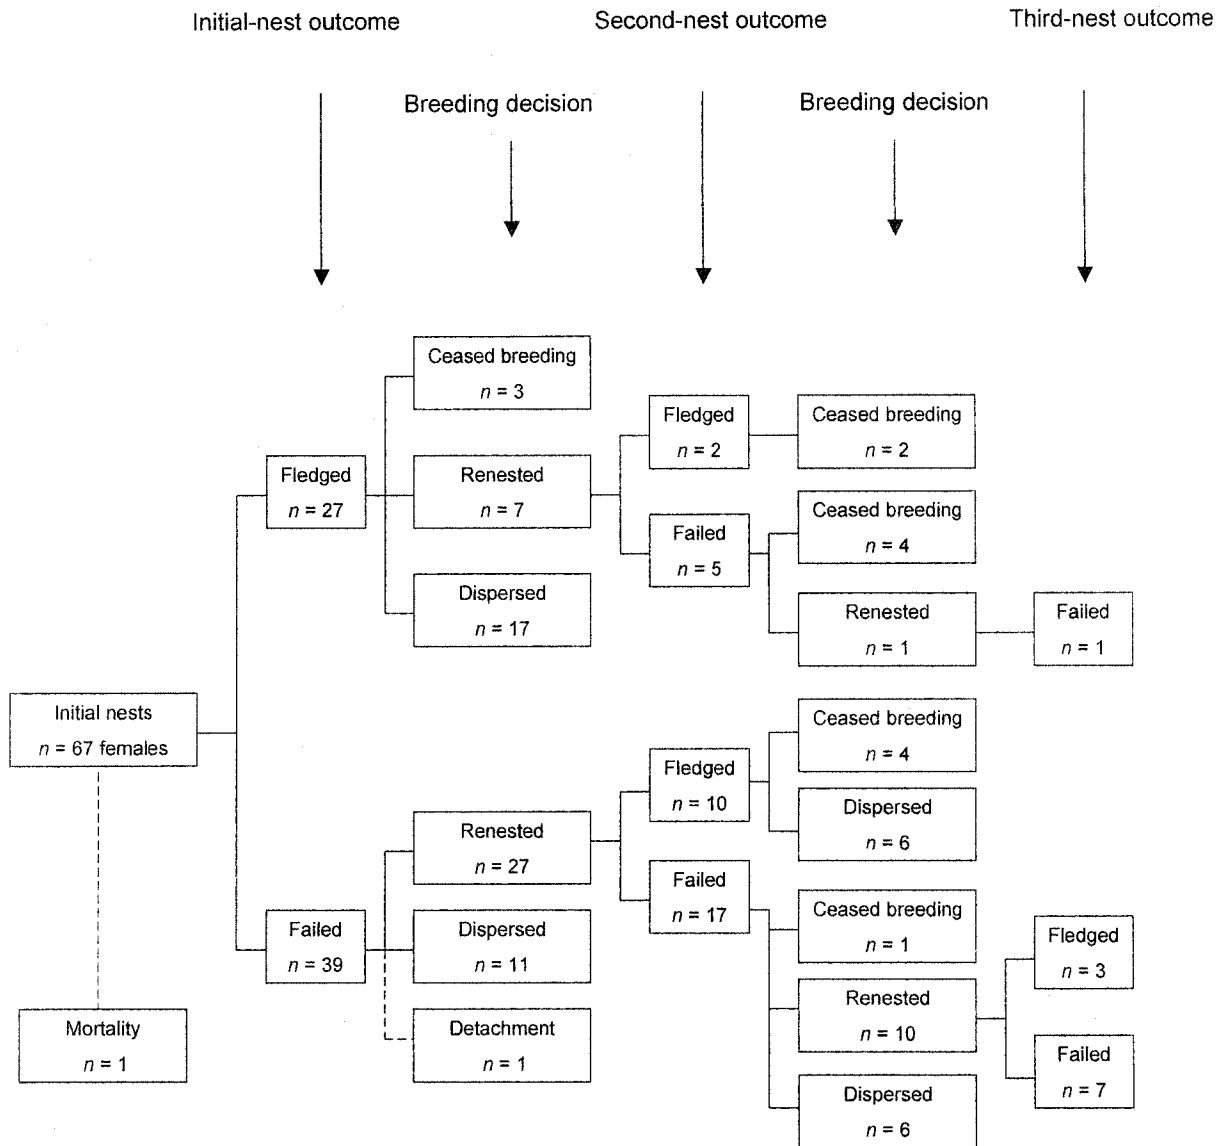 Initial-nest outcome
Second-nest outcome
Third-nest outcome
Breeding decision
Breeding decision
Ceased breeding
n = 3
Fledged
n = 27
Renested
n = 7
Dispersed
n = 17
Fledged
n = 2
Ceased breeding
n = 2
Failed
n = 5
Ceased breeding
n = 4
Renested
n = 1
Failed
n = 1
Initial nests
n = 67 females
Mortality
n = 1
Failed
n = 39
Renested
n = 27
Dispersed
n = 11
Detachment
n = 1
Fledged
n = 10
Ceased breeding
n = 4
Dispersed
n = 6
Failed
n = 17
Ceased breeding
n = 1
Renested
n = 10
Dispersed
n = 6
Fledged
n = 3
Failed
n = 7